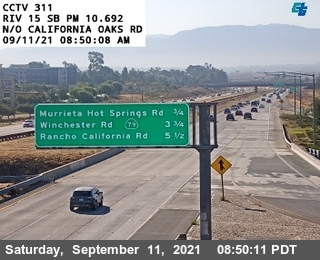 CCTV 311
RIV 15 SB PM 10.692
N/O CALIFORNIA OAKS RD
09/11/21 08:50:08 AM
Murrieta Hot Springs Rd 3/4
Winchester Rd 79 3 3/4
Rancho California Rd 5 1/2
Saturday, September 11, 2021 08:50:11 PDT